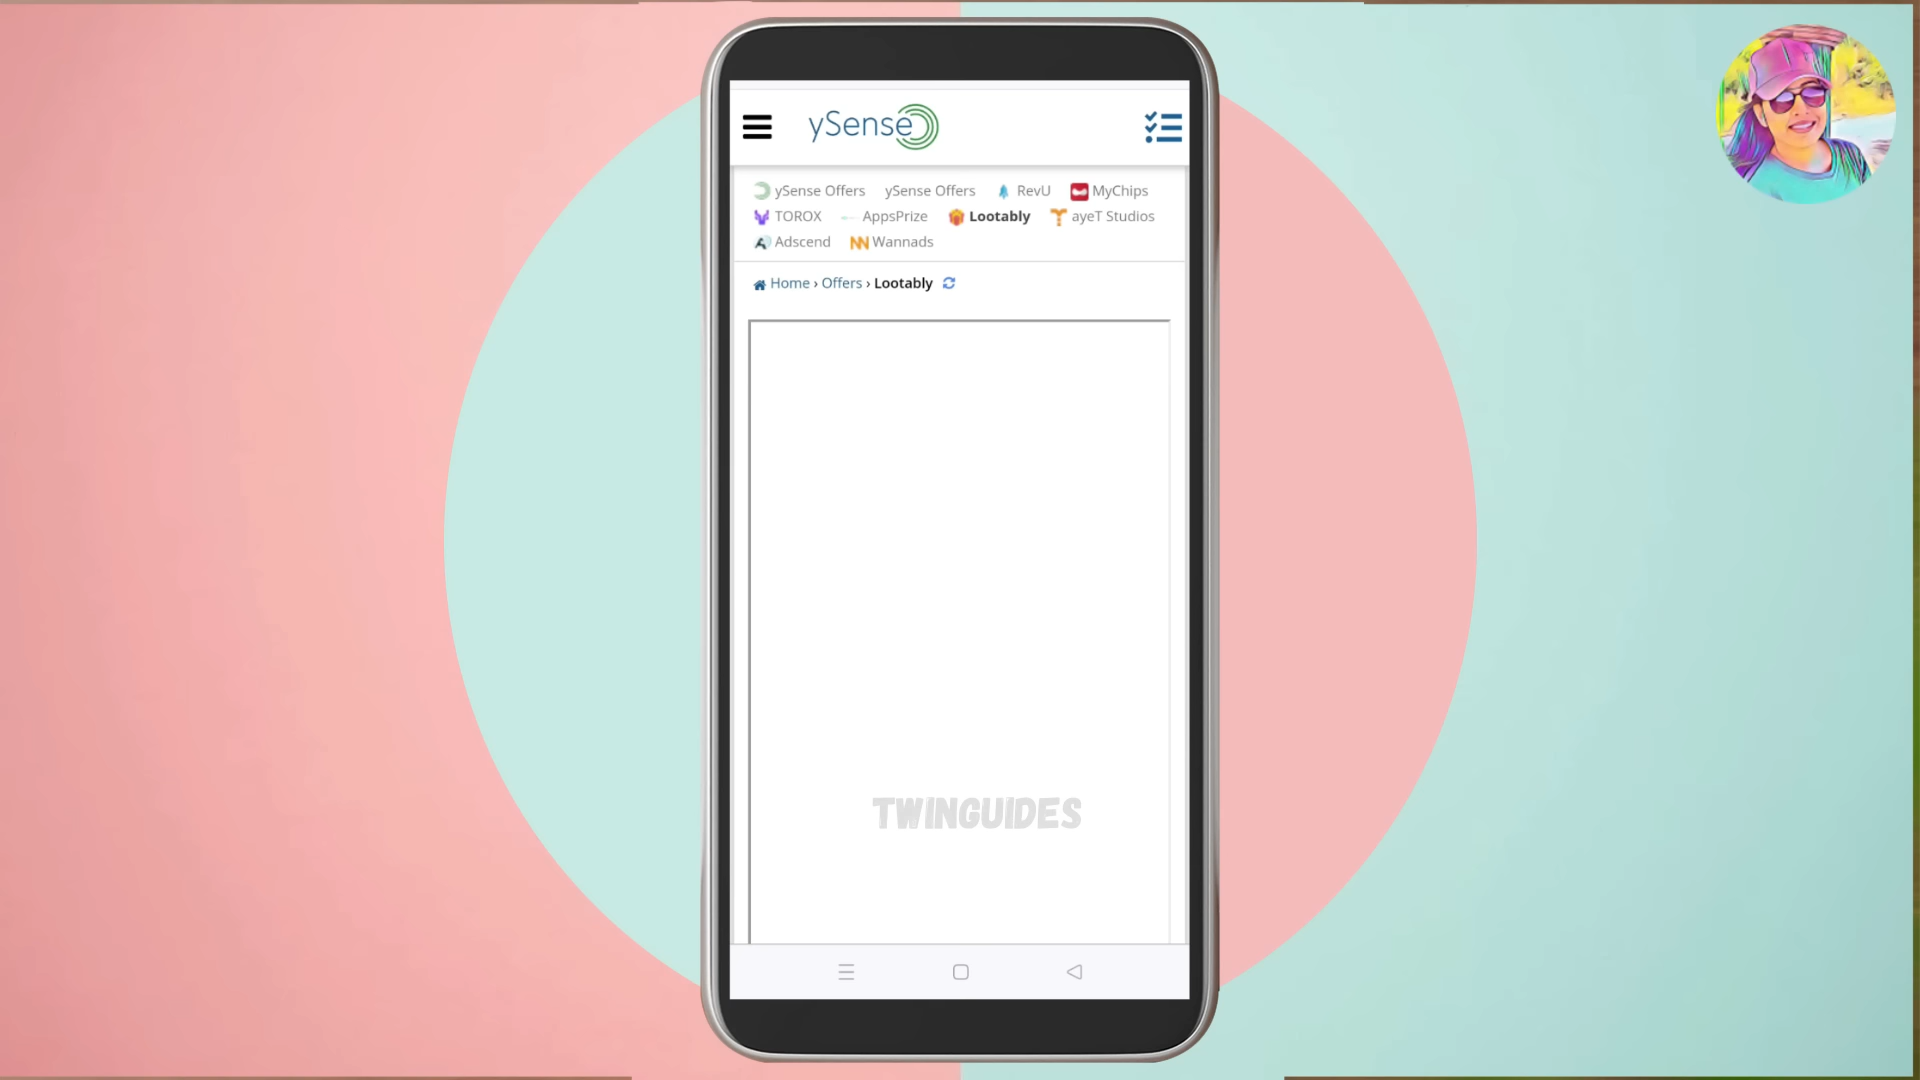 ySense
ySense Offers ySense Offers RevU MyChips
TOROX AppsPrize Lootably ayeT Studios
Adscend Wannads
Home › Offers › Lootably
TWINGUIDES